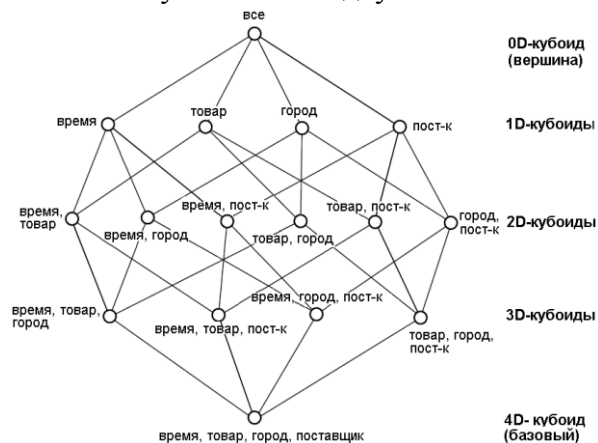 все
0D-кубоид
(вершина)
время
товар
город
пост-к
1D-кубоиды
время,
товар
время, город
время, пост-к
товар, город
товар, пост-к
город,
пост-к
2D-кубоиды
время, товар,
город
время, товар, пост-к
время, город, пост-к
товар, город,
пост-к
3D-кубоиды
время, товар, город, поставщик
4D- кубоид
(базовый)